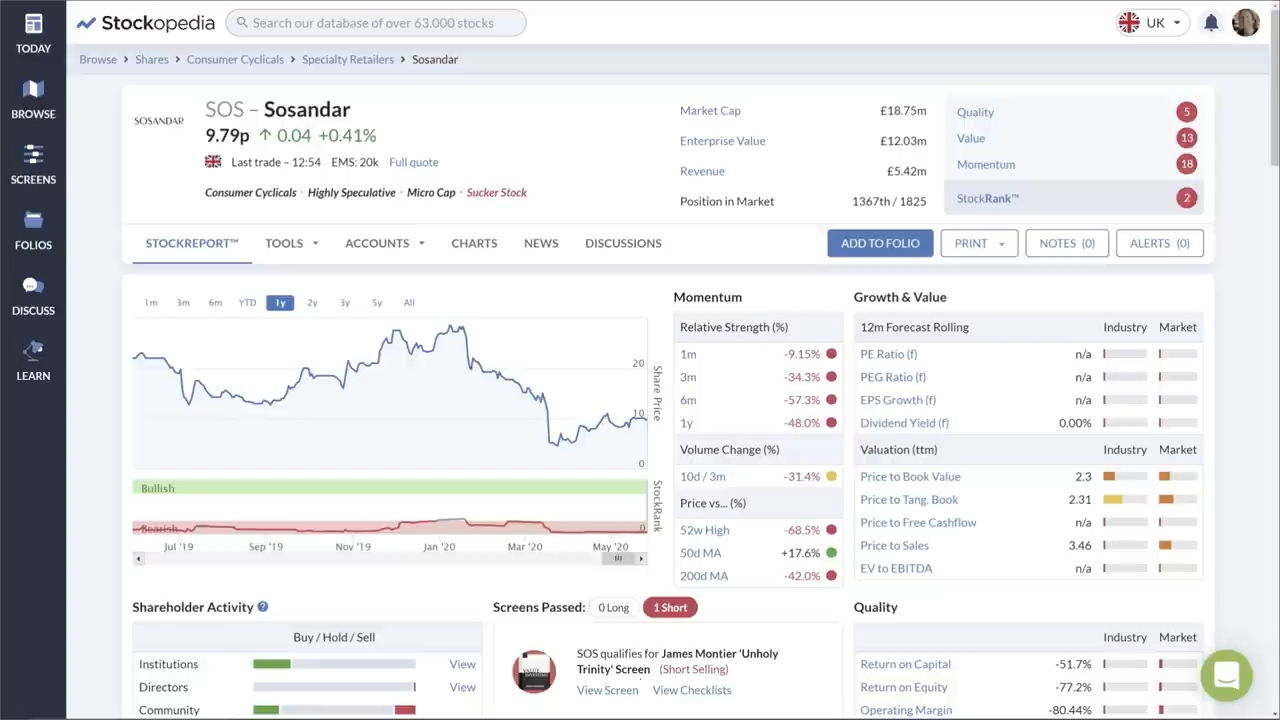 Stockopedia
Search our database of over 63.000 stocks
UK
TODAY
BROWSE
SCREENS
FOLIOS
DISCUSS
LEARN
Browse > Shares > Consumer Cyclicals > Specialty Retailers > Sosandar
SOSANDAR
SOS – Sosandar
9.79p ↑ 0.04 +0.41%
Last trade – 12:54 EMS: 20k Full quote
Consumer Cyclicals · Highly Speculative · Micro Cap · Sucker Stock
Market Cap £18.75m
Enterprise Value £12.03m
Revenue £5.42m
Position in Market 1367th / 1825
Quality 5
Value 13
Momentum 18
StockRank™ 2
STOCKREPORT™ TOOLS ACCOUNTS CHARTS NEWS DISCUSSIONS
ADD TO FOLIO PRINT NOTES (0) ALERTS (0)
1m 3m 6m YTD 1y 2y 3y 5y All
20
10
0
Share Price
Bullish
Bearish
0
StockRank
Jul '19 Sep '19 Nov '19 Jan '20 Mar '20 May '20
Momentum
Relative Strength (%)
1m -9.15%
3m -34.3%
6m -57.3%
1y -48.0%
Volume Change (%)
10d / 3m -31.4%
Price vs... (%)
52w High -68.5%
50d MA +17.6%
200d MA -42.0%
Growth & Value
12m Forecast Rolling Industry Market
PE Ratio (f) n/a
PEG Ratio (f) n/a
EPS Growth (f) n/a
Dividend Yield (f) 0.00%
Valuation (ttm) Industry Market
Price to Book Value 2.3
Price to Tang. Book 2.31
Price to Free Cashflow n/a
Price to Sales 3.46
EV to EBITDA n/a
Shareholder Activity ?
Buy / Hold / Sell
Institutions View
Directors View
Community
Screens Passed: 0 Long 1 Short
VALUE INVESTING
SOS qualifies for James Montier 'Unholy
Trinity' Screen (Short Selling)
View Screen View Checklists
Quality
Industry Market
Return on Capital -51.7%
Return on Equity -77.2%
Operating Margin -80.44%